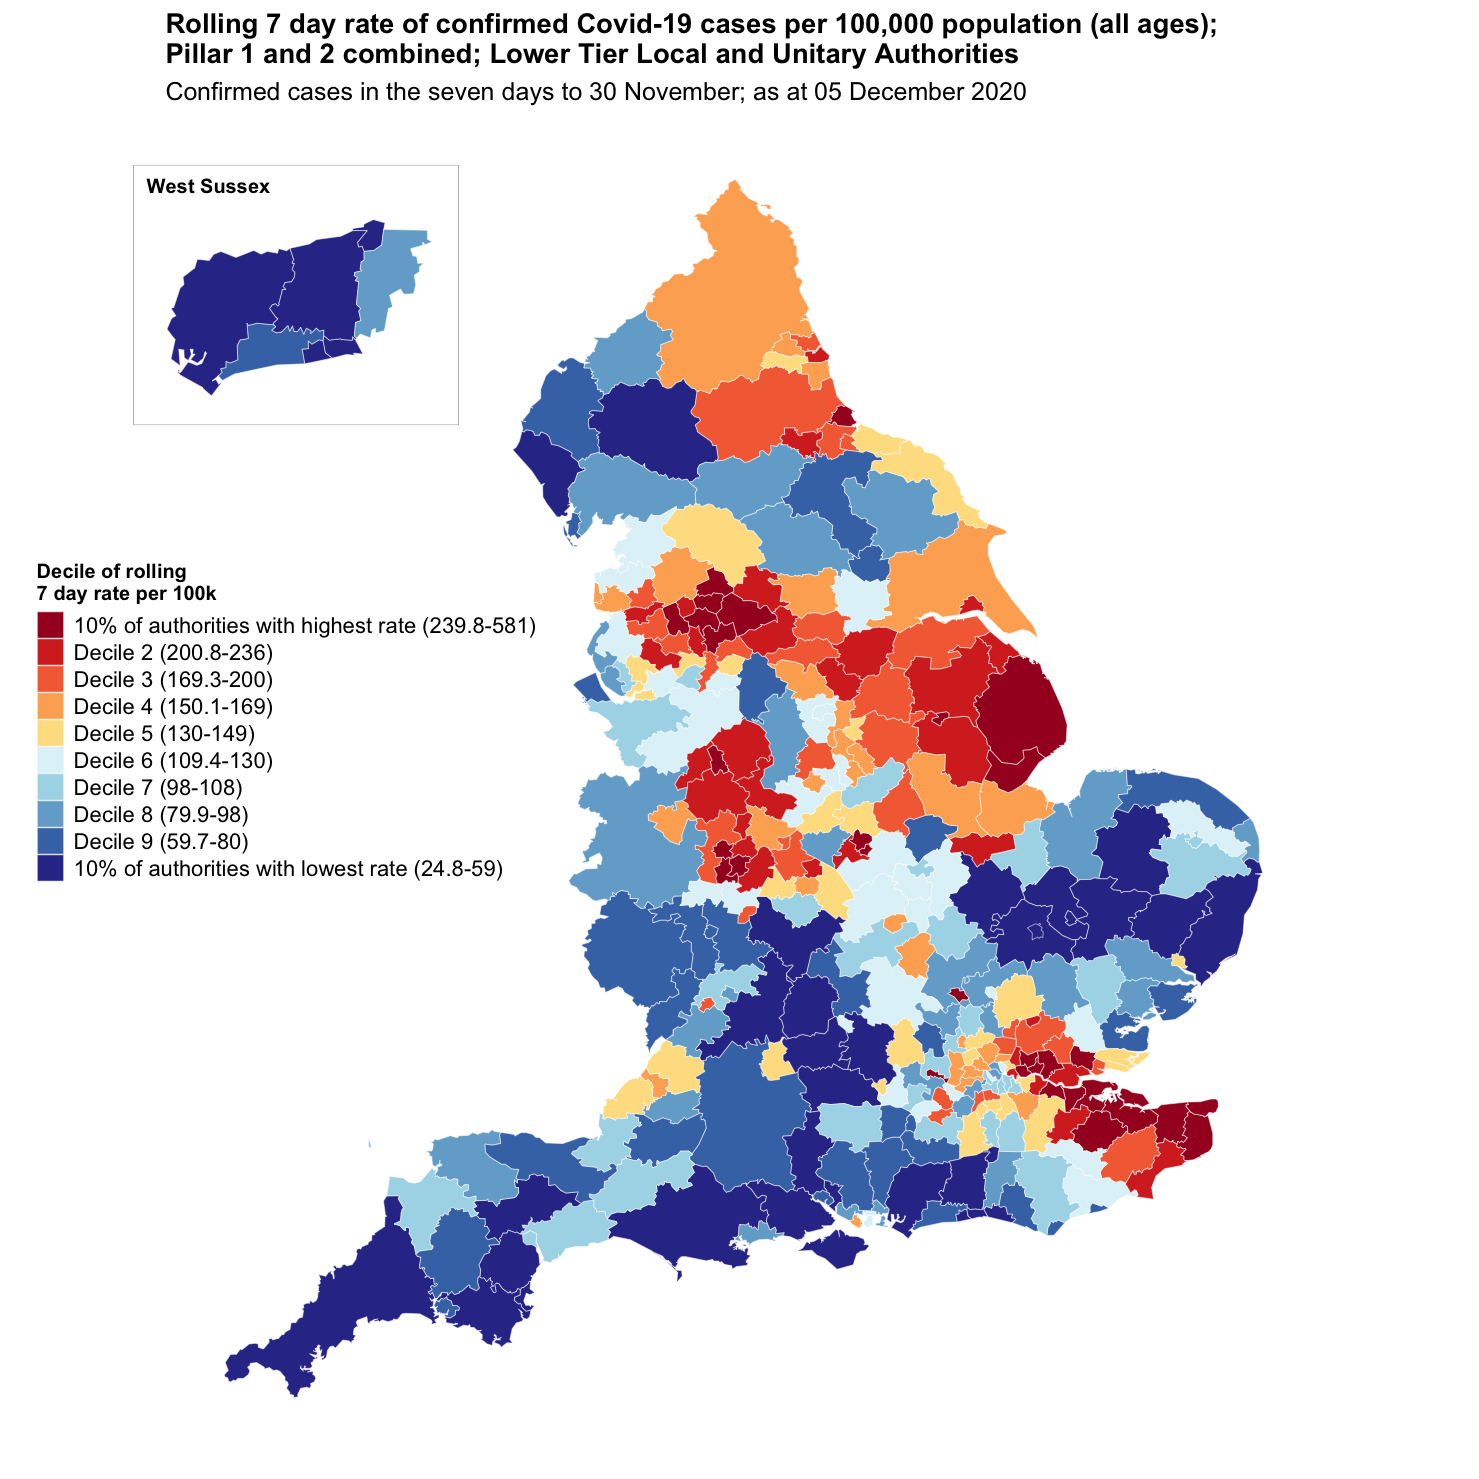 Rolling 7 day rate of confirmed Covid-19 cases per 100,000 population (all ages);
Pillar 1 and 2 combined; Lower Tier Local and Unitary Authorities
Confirmed cases in the seven days to 30 November; as at 05 December 2020
West Sussex
Decile of rolling
7 day rate per 100k
10% of authorities with highest rate (239.8-581)
Decile 2 (200.8-236)
Decile 3 (169.3-200)
Decile 4 (150.1-169)
Decile 5 (130-149)
Decile 6 (109.4-130)
Decile 7 (98-108)
Decile 8 (79.9-98)
Decile 9 (59.7-80)
10% of authorities with lowest rate (24.8-59)